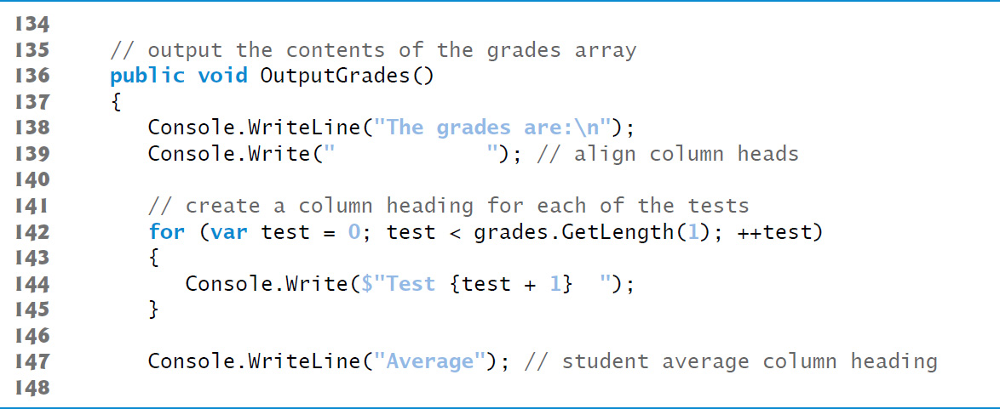 134
135     // output the contents of the grades array
136     public void OutputGrades()
137     {
138        Console.WriteLine("The grades are:\n");
139        Console.Write("            "); // align column heads
140
141        // create a column heading for each of the tests
142        for (var test = 0; test < grades.GetLength(1); ++test)
143        {
144           Console.Write($"Test {test + 1}  ");
145        }
146
147        Console.WriteLine("Average"); // student average column heading
148